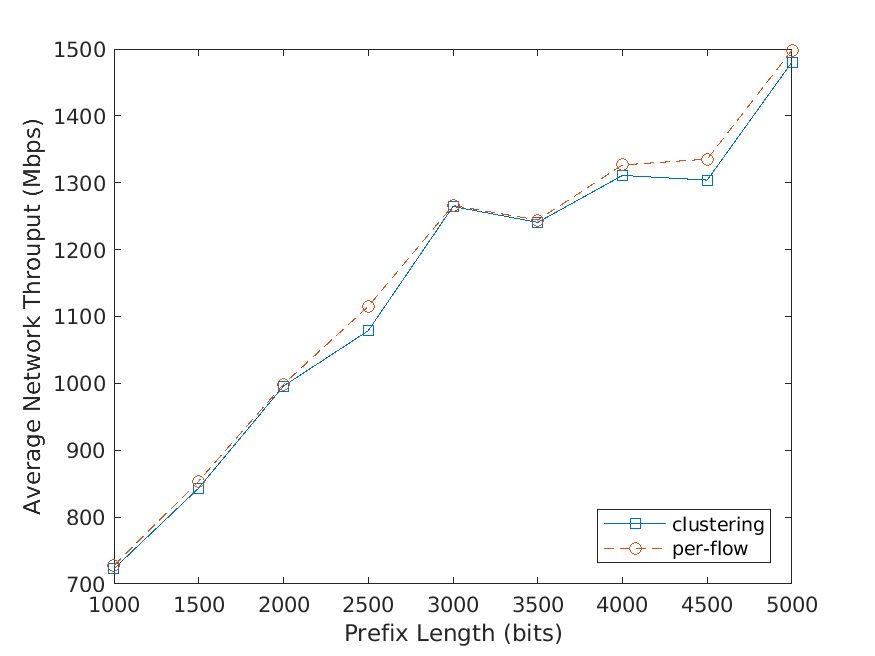 1500
1400
1300
1200
1100
1000
900
800
700
Average Network Throuput (Mbps)
1000 1500 2000 2500 3000 3500 4000 4500 5000
Prefix Length (bits)
clustering
per-flow